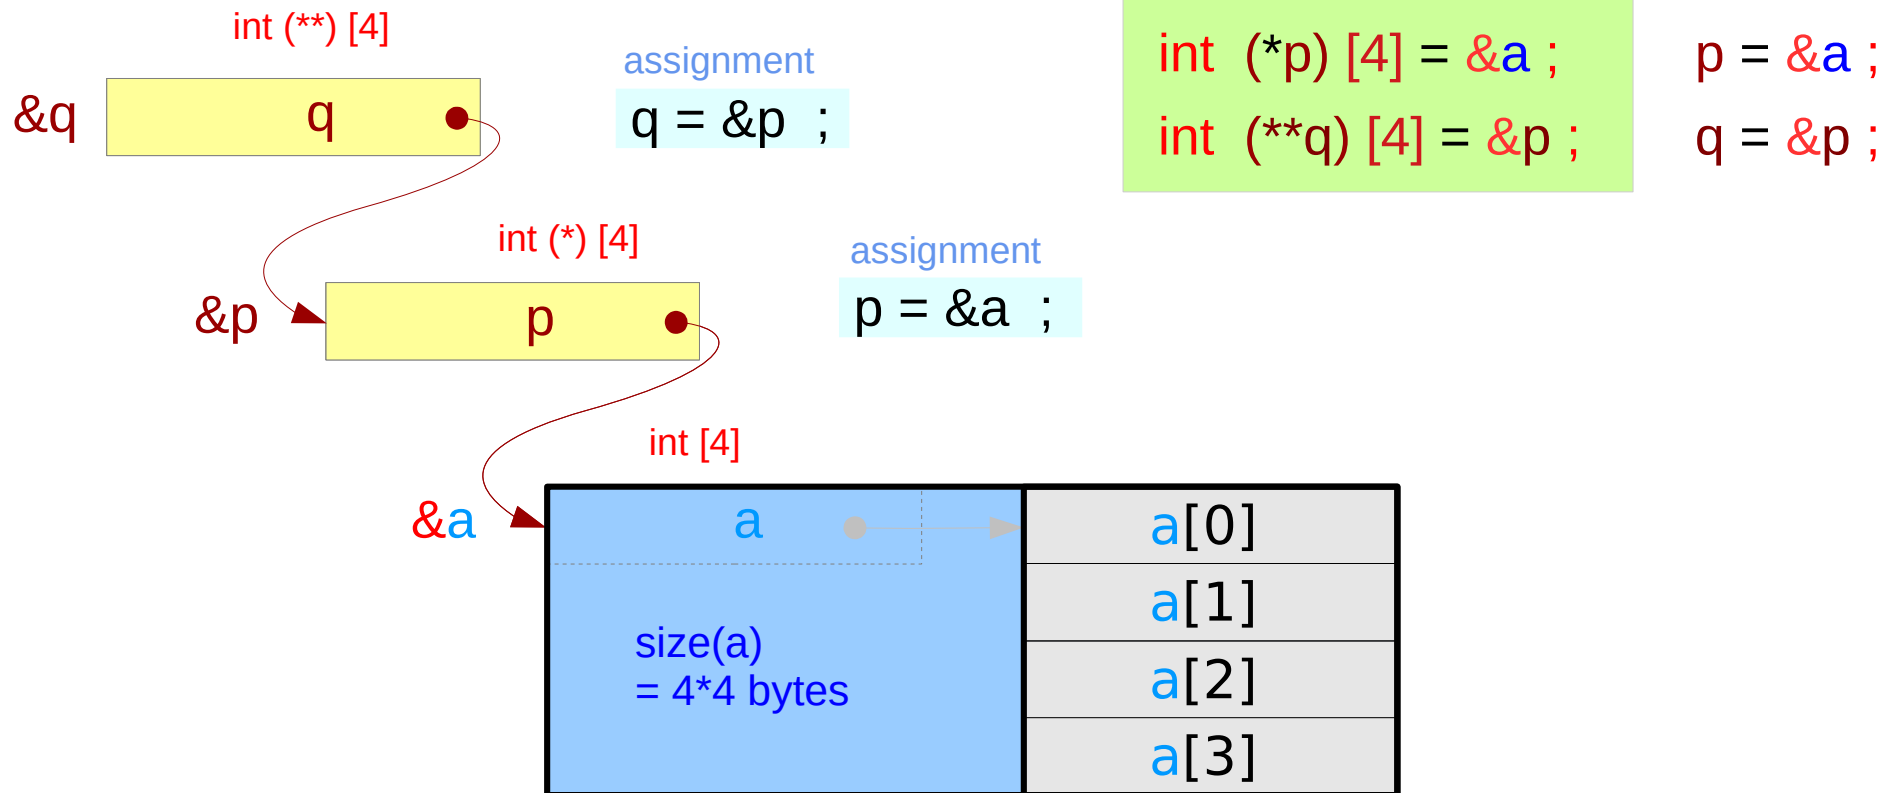 int (**) [4]
assignment
int (*p) [4] = &a ;
p = &a ;
&q
q
q = &p ;
int (**q) [4] = &p ;
q = &p ;
int (*) [4]
assignment
&p
p
p = &a ;
int [4]
&a
a
a[0]
a[1]
size(a)
= 4*4 bytes
a[2]
a[3]